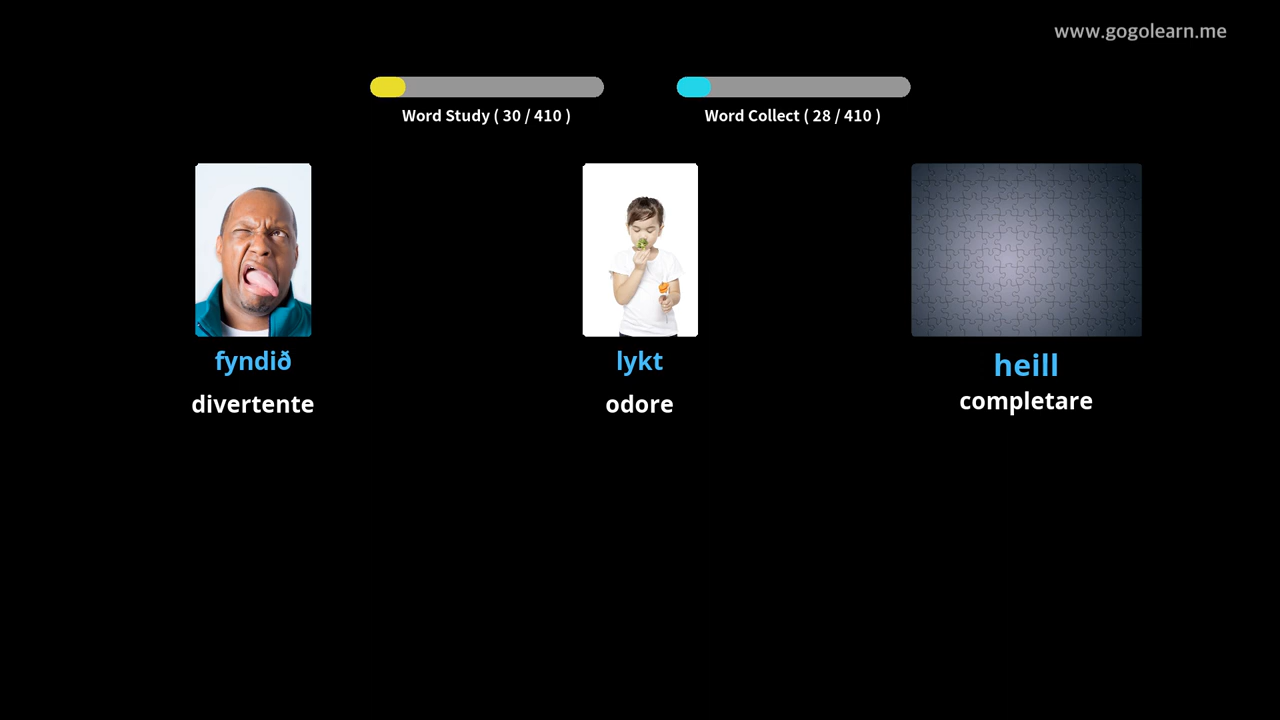 www.gogolearn.me
Word Study ( 30 / 410 )
Word Collect ( 28 / 410 )
fyndið
lykt
heill
divertente
odore
completare